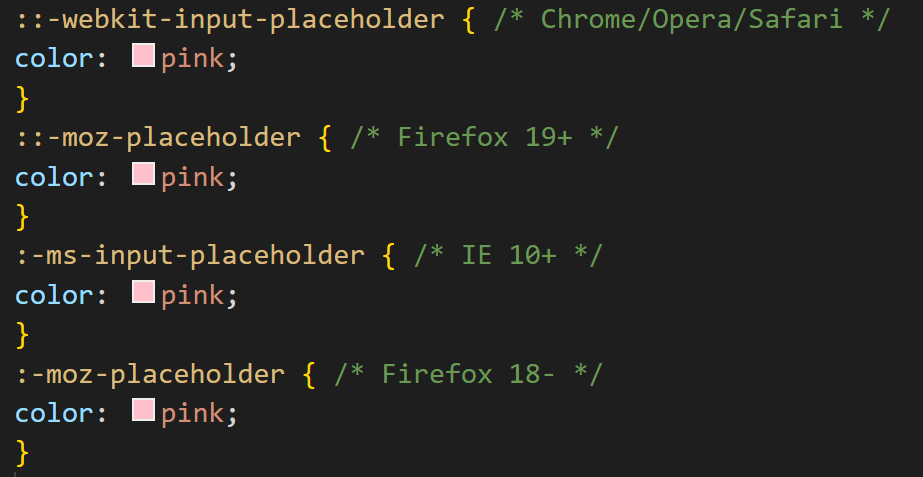 ::-webkit-input-placeholder { /* Chrome/Opera/Safari */
color: pink;
}
::-moz-placeholder { /* Firefox 19+ */
color: pink;
}
:-ms-input-placeholder { /* IE 10+ */
color: pink;
}
:-moz-placeholder { /* Firefox 18- */
color: pink;
}